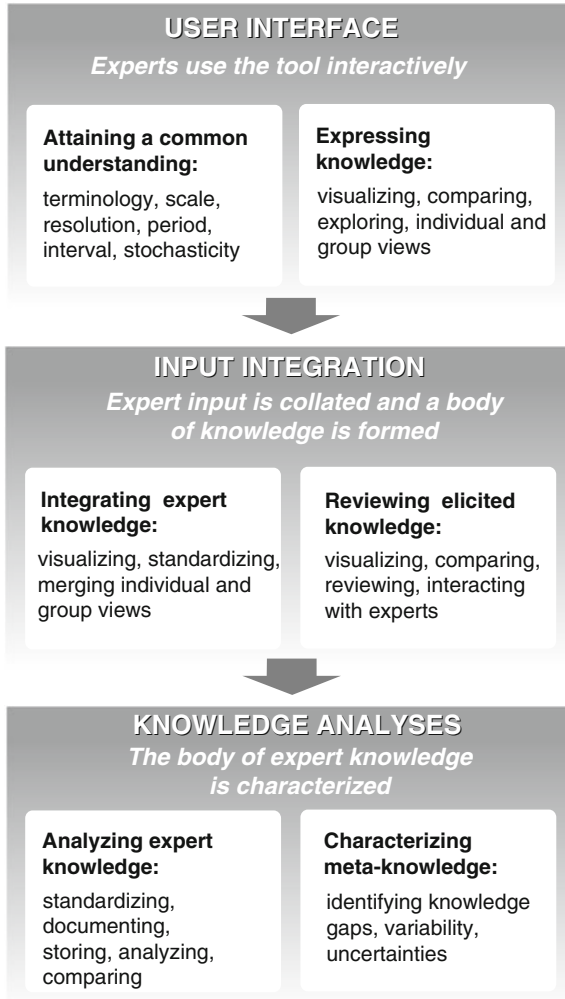 USER INTERFACE
Experts use the tool interactively
Attaining a common
understanding:
terminology, scale,
resolution, period,
interval, stochasticity
Expressing
knowledge:
visualizing, comparing,
exploring, individual and
group views
INPUT INTEGRATION
Expert input is collated and a body
of knowledge is formed
Integrating expert
knowledge:
visualizing, standardizing,
merging individual and
group views
Reviewing elicited
knowledge:
visualizing, comparing,
reviewing, interacting
with experts
KNOWLEDGE ANALYSES
The body of expert knowledge
is characterized
Analyzing expert
knowledge:
standardizing,
documenting,
storing, analyzing,
comparing
Characterizing
meta-knowledge:
identifying knowledge
gaps, variability,
uncertainties